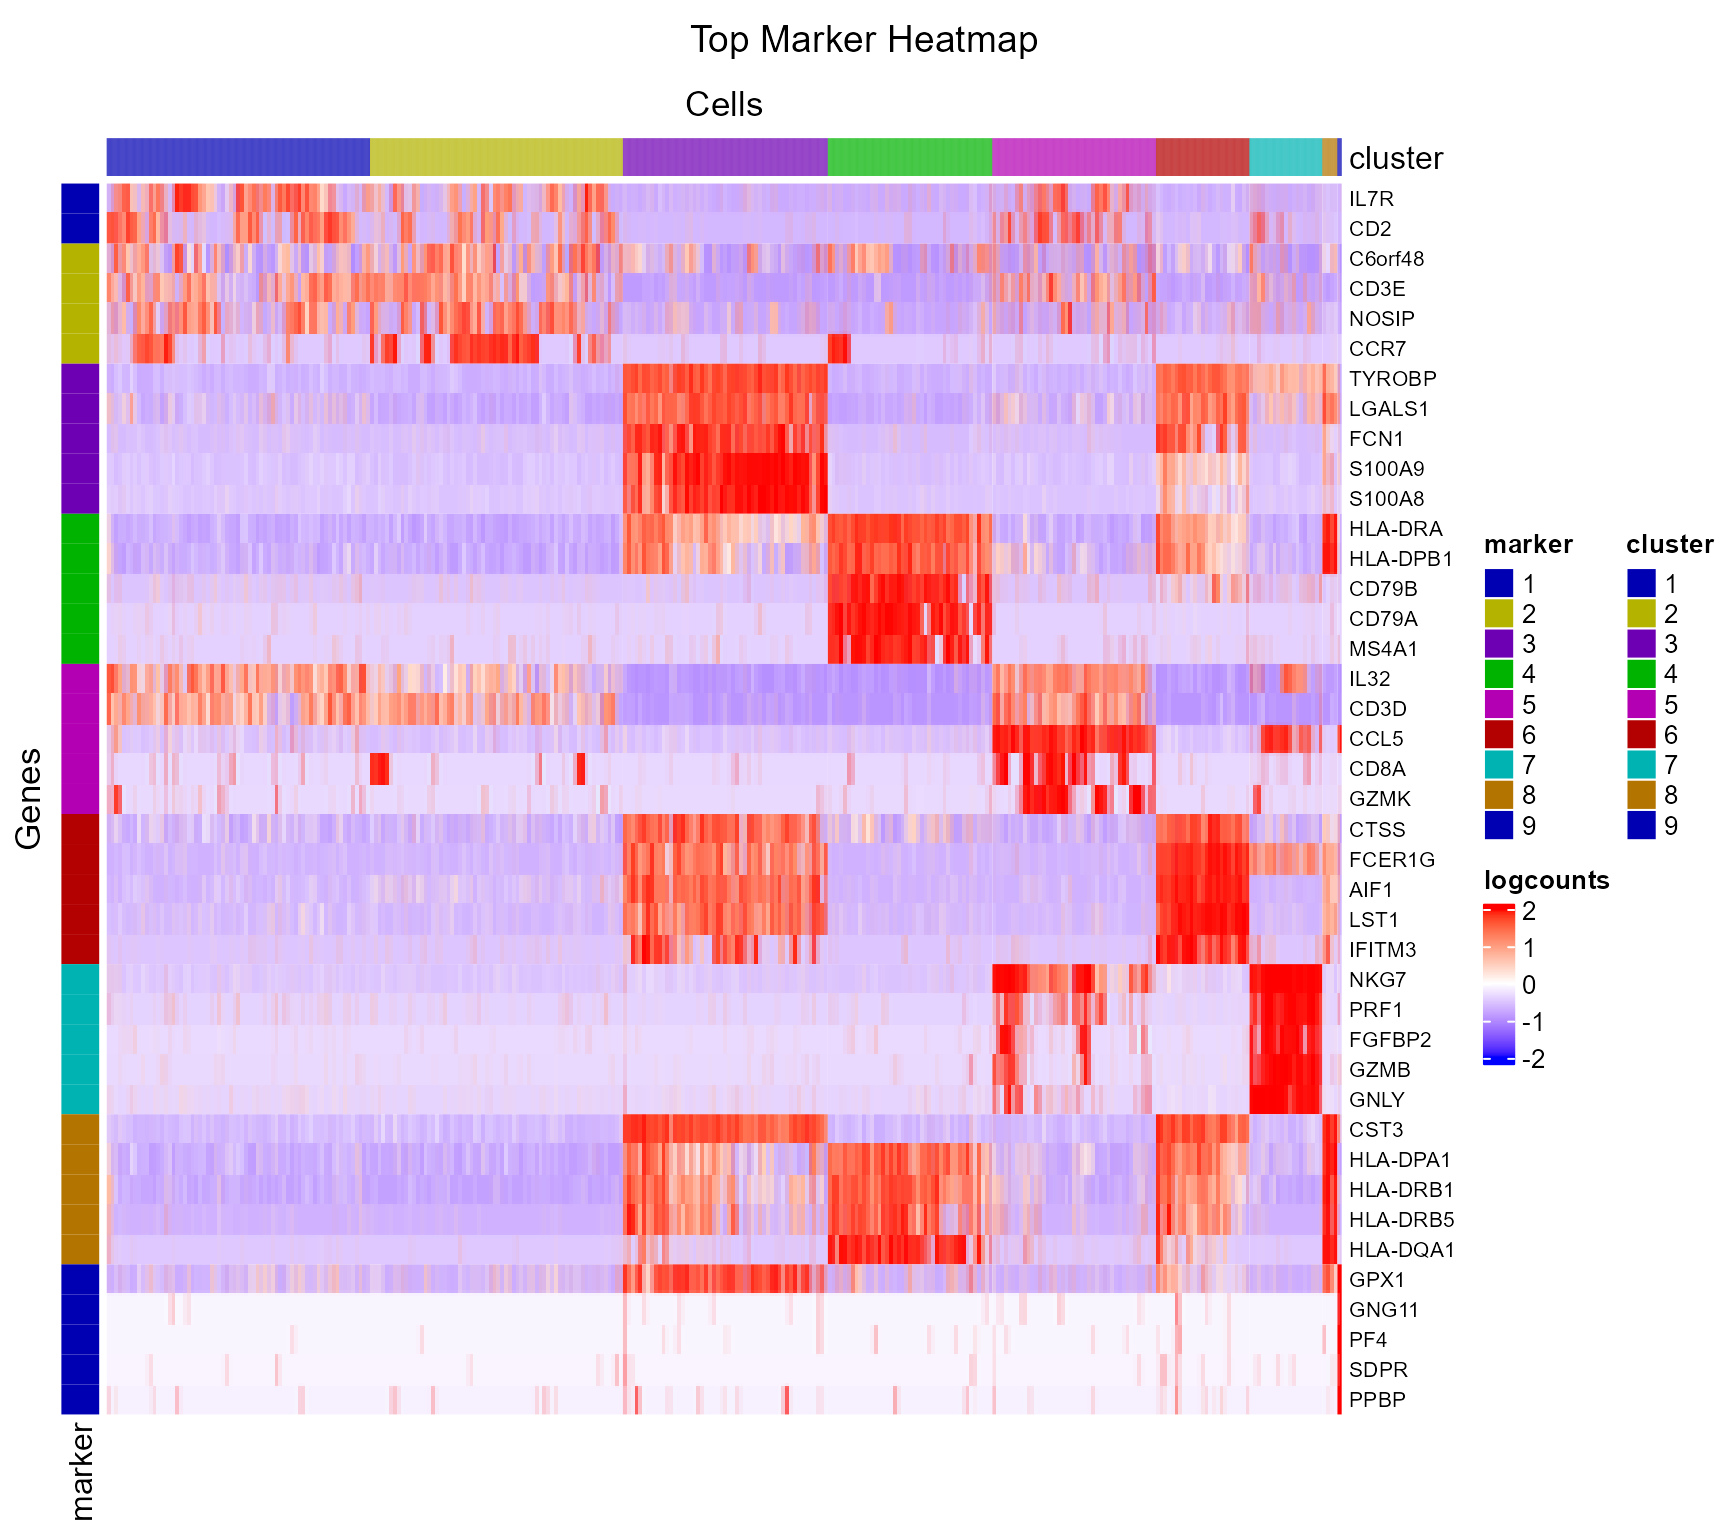 Top Marker Heatmap
Cells
cluster
IL7R
CD2
C6orf48
CD3E
NOSIP
CCR7
TYROBP
LGALS1
FCN1
S100A9
S100A8
HLA-DRA
HLA-DPB1
CD79B
CD79A
MS4A1
IL32
CD3D
CCL5
CD8A
GZMK
CTSS
FCER1G
AIF1
LST1
IFITM3
NKG7
PRF1
FGFBP2
GZMB
GNLY
CST3
HLA-DPA1
HLA-DRB1
HLA-DRB5
HLA-DQA1
GPX1
GNG11
PF4
SDPR
PPBP
Genes
marker
marker
1
2
3
4
5
6
7
8
9
cluster
1
2
3
4
5
6
7
8
9
logcounts
2
1
0
-1
-2